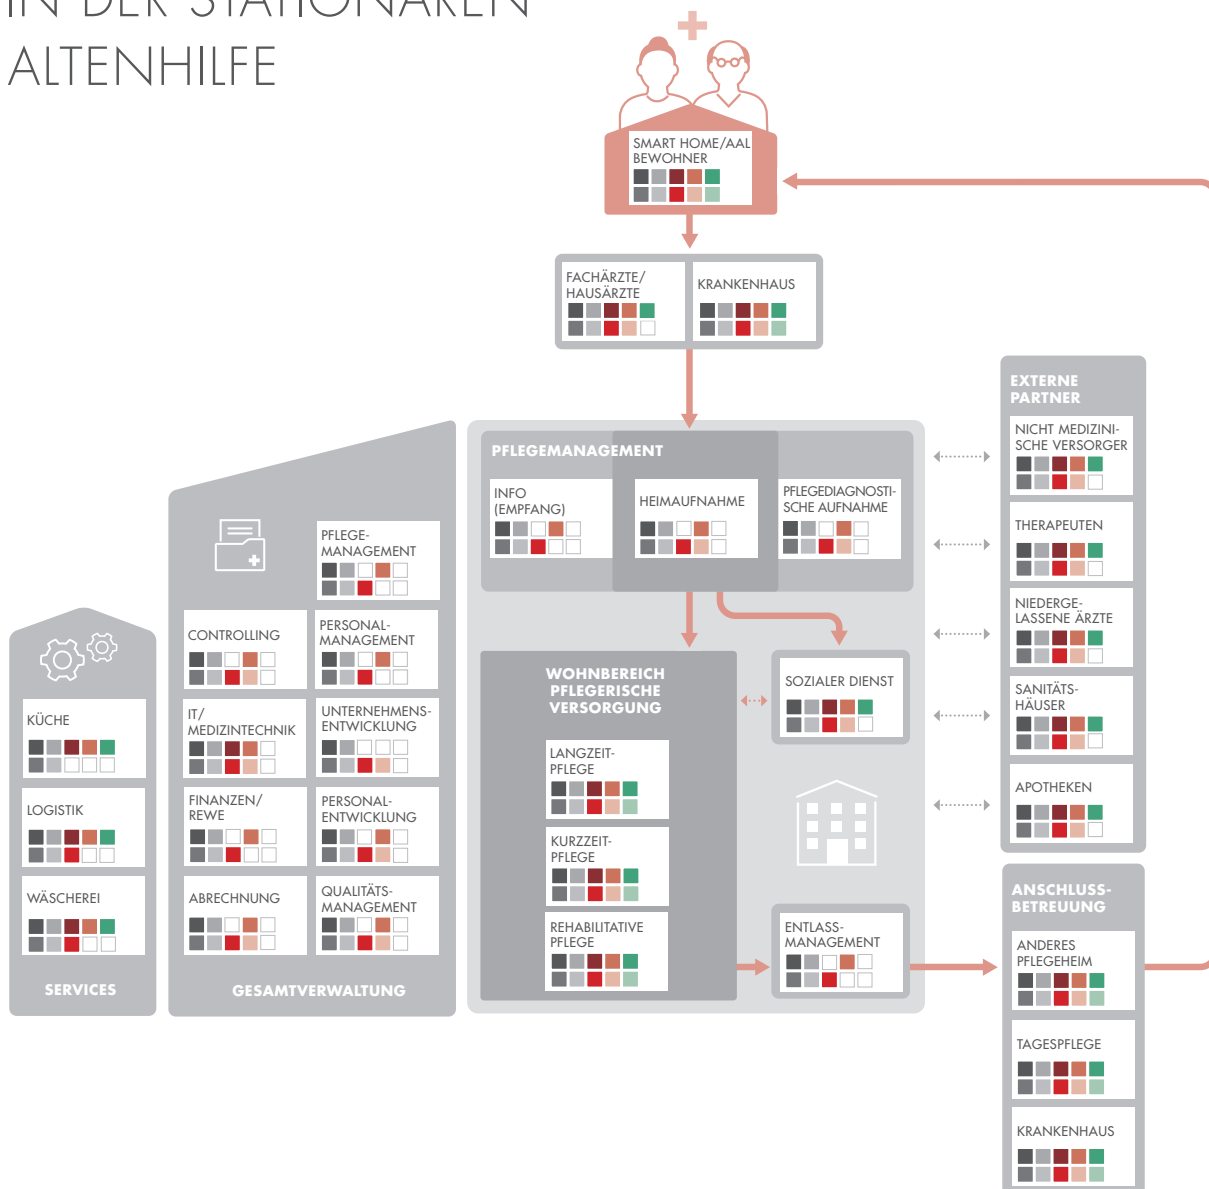 IN DER STATIONÄREN
ALTENHILFE
SMART HOME/AAL
BEWOHNER
FACHÄRZTE/
HAUSÄRZTE
KRANKENHAUS
EXTERNE
PARTNER
NICHT MEDIZINI-
SCHE VERSORGER
THERAPEUTEN
NIEDERGE-
LASSENE ÄRZTE
SANITÄTS-
HÄUSER
APOTHEKEN
PFLEGEMANAGEMENT
INFO
(EMPFANG)
HEIMAUFNAHME
PFLEGEDIAGNOSTI-
SCHE AUFNAHME
PFLEGE-
MANAGEMENT
CONTROLLING
PERSONAL-
MANAGEMENT
IT/
MEDIZINTECHNIK
UNTERNEHMENS-
ENTWICKLUNG
FINANZEN/
REWE
PERSONAL-
ENTWICKLUNG
ABRECHNUNG
QUALITÄTS-
MANAGEMENT
GESAMTVERWALTUNG
KÜCHE
LOGISTIK
WÄSCHEREI
SERVICES
WOHNBEREICH
PFLEGERISCHE
VERSORGUNG
LANGZEIT-
PFLEGE
KURZZEIT-
PFLEGE
REHABILITATIVE
PFLEGE
SOZIALER DIENST
ENTLASS-
MANAGEMENT
ANSCHLUSS-
BETREUUNG
ANDERES
PFLEGEHEIM
TAGESPFLEGE
KRANKENHAUS